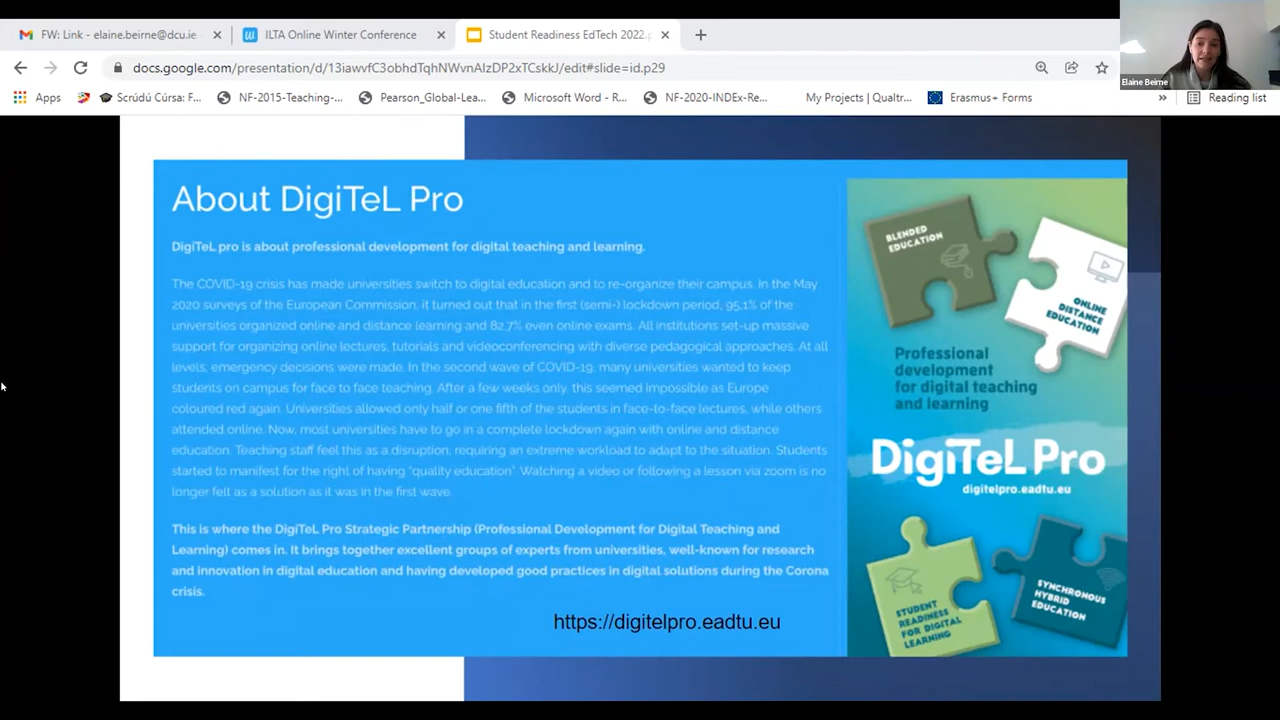 FW: Link - elaine.beirne@dcu.ie
ILTA Online Winter Conference
Student Readiness EdTech 2022.p
docs.google.com/presentation/d/13iawvfC3obhdTqhNWvnAIzDP2xTCskkJ/edit#slide=id.p29
Elaine Beirne
Apps
Scrúdú Cúrsa: F...
NF-2015-Teaching-...
Pearson_Global-Lea...
Microsoft Word - R...
NF-2020-INDEx-Re...
My Projects | Qualtr...
Erasmus+ Forms
»
Reading list
About DigiTeL Pro
DigiTeL pro is about professional development for digital teaching and learning.
The COVID-19 crisis has made universities switch to digital education and to re-organize their campus. In the May
2020 surveys of the European Commission, it turned out that in the first (semi-) lockdown period, 95,1% of the
universities organized online and distance learning and 82,7% even online exams. All institutions set-up massive
support for organizing online lectures, tutorials and videoconferencing with diverse pedagogical approaches. At all
levels, emergency decisions were made. In the second wave of COVID-19, many universities wanted to keep
students on campus for face to face teaching. After a few weeks only, this seemed impossible as Europe
coloured red again. Universities allowed only half or one fifth of the students in face-to-face lectures, while others
attended online. Now, most universities have to go in a complete lockdown again with online and distance
education. Teaching staff feel this as a disruption, requiring an extreme workload to adapt to the situation. Students
started to manifest for the right of having "quality education" Watching a video or following a lesson via zoom is no
longer felt as a solution as it was in the first wave.
This is where the DigiTeL Pro Strategic Partnership (Professional Development for Digital Teaching and
Learning) comes in. It brings together excellent groups of experts from universities, well-known for research
and innovation in digital education and having developed good practices in digital solutions during the Corona
crisis.
https://digitelpro.eadtu.eu
BLENDED
EDUCATION
ONLINE
DISTANCE
EDUCATION
Professional
development
for digital teaching
and learning
DigiTeL Pro
digitelpro.eadtu.eu
STUDENT
READINESS
FOR DIGITAL
LEARNING
SYNCHRONOUS
HYBRID
EDUCATION